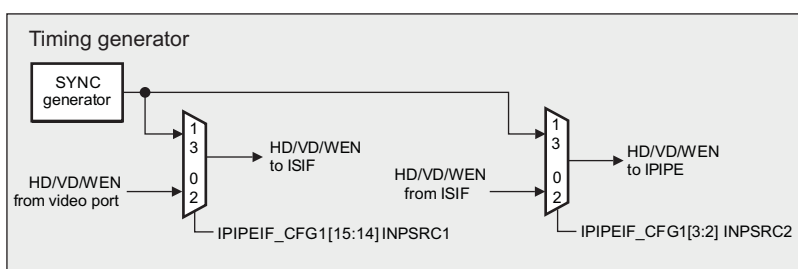 Timing generator
SYNC
generator
1
3
0
2
HD/VD/WEN
to ISIF
HD/VD/WEN
from video port
IPIPEIF_CFG1[15:14] INPSRC1
1
3
0
2
HD/VD/WEN
to IPIPE
HD/VD/WEN
from ISIF
IPIPEIF_CFG1[3:2] INPSRC2